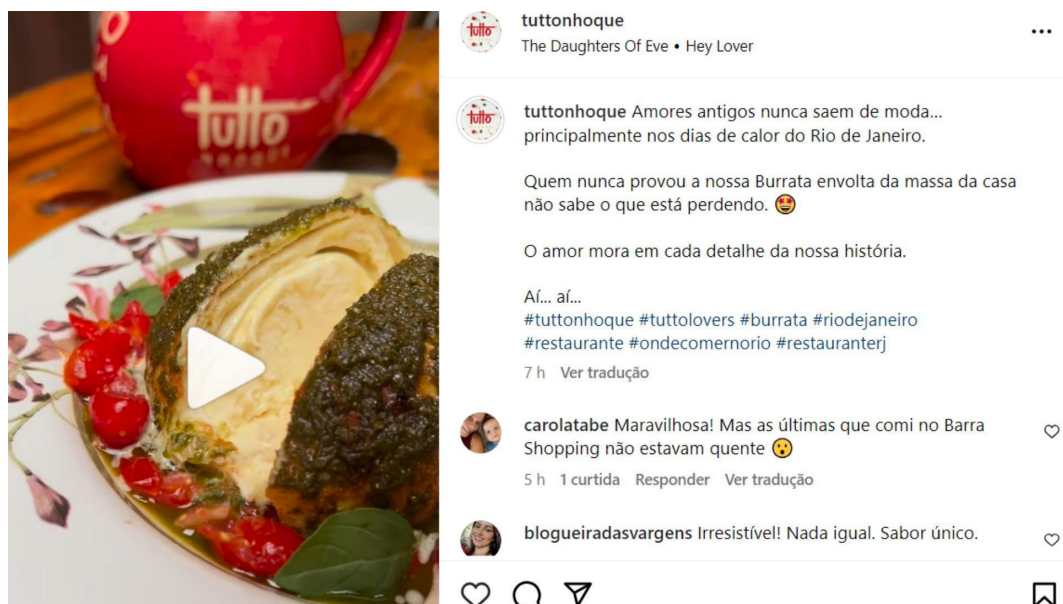 tutto
NHOQUE
tutto
tuttonhoque
The Daughters Of Eve • Hey Lover
tutto
tuttonhoque Amores antigos nunca saem de moda...
principalmente nos dias de calor do Rio de Janeiro.
Quem nunca provou a nossa Burrata envolta da massa da casa
não sabe o que está perdendo. 🤩
O amor mora em cada detalhe da nossa história.
Aí... aí...
#tuttonhoque #tuttolovers #burrata #riodejaneiro
#restaurante #ondecomernorio #restauranterj
7 h Ver tradução
carolatabe Maravilhosa! Mas as últimas que comi no Barra
Shopping não estavam quente 😮
5 h 1 curtida Responder Ver tradução
blogueiradasvargens Irresistível! Nada igual. Sabor único.